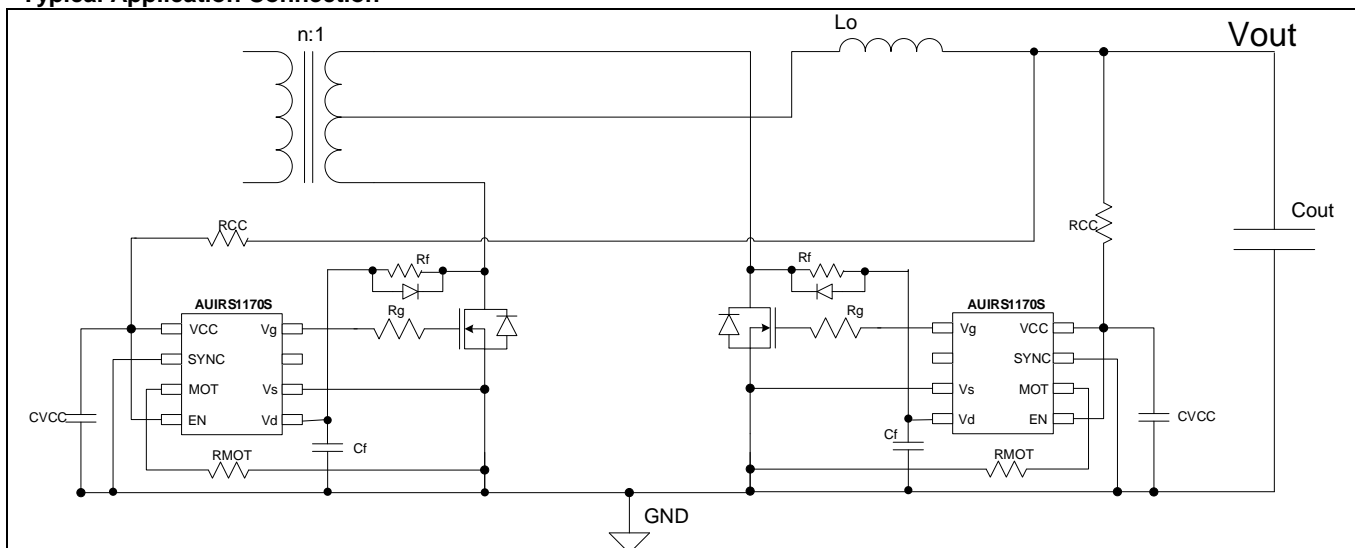 Typical Application Connection
n:1
Lo
Vout
RCC
RCC
Cout
Rf
Rf
AUIRS1170S
Rg
Rg
AUIRS1170S
VCC
Vg
Vg
VCC
SYNC
SYNC
MOT
Vs
Vs
MOT
CVCC
EN
Vd
Vd
EN
CVCC
Cf
Cf
RMOT
RMOT
GND